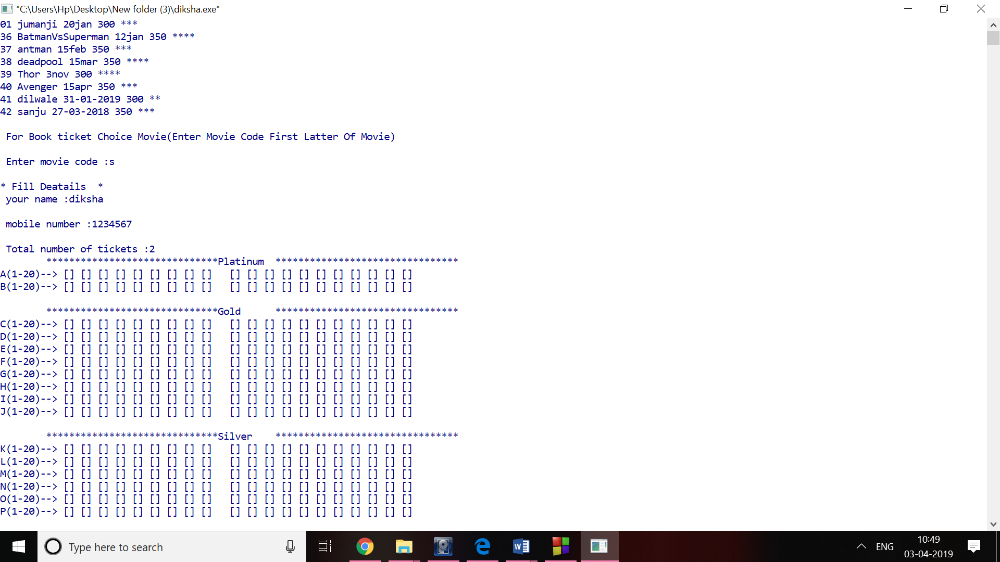 "C:\Users\Hp\Desktop\New folder (3)\diksha.exe"
01 jumanji 20jan 300 ***
36 BatmanVsSuperman 12jan 350 ****
37 antman 15feb 350 ***
38 deadpool 15mar 350 ****
39 Thor 3nov 300 ****
40 Avenger 15apr 350 ***
41 dilwale 31-01-2019 300 **
42 sanju 27-03-2018 350 ***
For Book ticket Choice Movie(Enter Movie Code First Latter Of Movie)
Enter movie code :s
* Fill Deatails  *
your name :diksha
mobile number :1234567
Total number of tickets :2
******************************Platinum  ********************************
A(1-20)--> [] [] [] [] [] [] [] [] []   [] [] [] [] [] [] [] [] [] [] []
B(1-20)--> [] [] [] [] [] [] [] [] []   [] [] [] [] [] [] [] [] [] [] []
******************************Gold      ********************************
C(1-20)--> [] [] [] [] [] [] [] [] []   [] [] [] [] [] [] [] [] [] [] []
D(1-20)--> [] [] [] [] [] [] [] [] []   [] [] [] [] [] [] [] [] [] [] []
E(1-20)--> [] [] [] [] [] [] [] [] []   [] [] [] [] [] [] [] [] [] [] []
F(1-20)--> [] [] [] [] [] [] [] [] []   [] [] [] [] [] [] [] [] [] [] []
G(1-20)--> [] [] [] [] [] [] [] [] []   [] [] [] [] [] [] [] [] [] [] []
H(1-20)--> [] [] [] [] [] [] [] [] []   [] [] [] [] [] [] [] [] [] [] []
I(1-20)--> [] [] [] [] [] [] [] [] []   [] [] [] [] [] [] [] [] [] [] []
J(1-20)--> [] [] [] [] [] [] [] [] []   [] [] [] [] [] [] [] [] [] [] []
******************************Silver    ********************************
K(1-20)--> [] [] [] [] [] [] [] [] []   [] [] [] [] [] [] [] [] [] [] []
L(1-20)--> [] [] [] [] [] [] [] [] []   [] [] [] [] [] [] [] [] [] [] []
M(1-20)--> [] [] [] [] [] [] [] [] []   [] [] [] [] [] [] [] [] [] [] []
N(1-20)--> [] [] [] [] [] [] [] [] []   [] [] [] [] [] [] [] [] [] [] []
O(1-20)--> [] [] [] [] [] [] [] [] []   [] [] [] [] [] [] [] [] [] [] []
P(1-20)--> [] [] [] [] [] [] [] [] []   [] [] [] [] [] [] [] [] [] [] []
Type here to search
ENG
10:49
03-04-2019